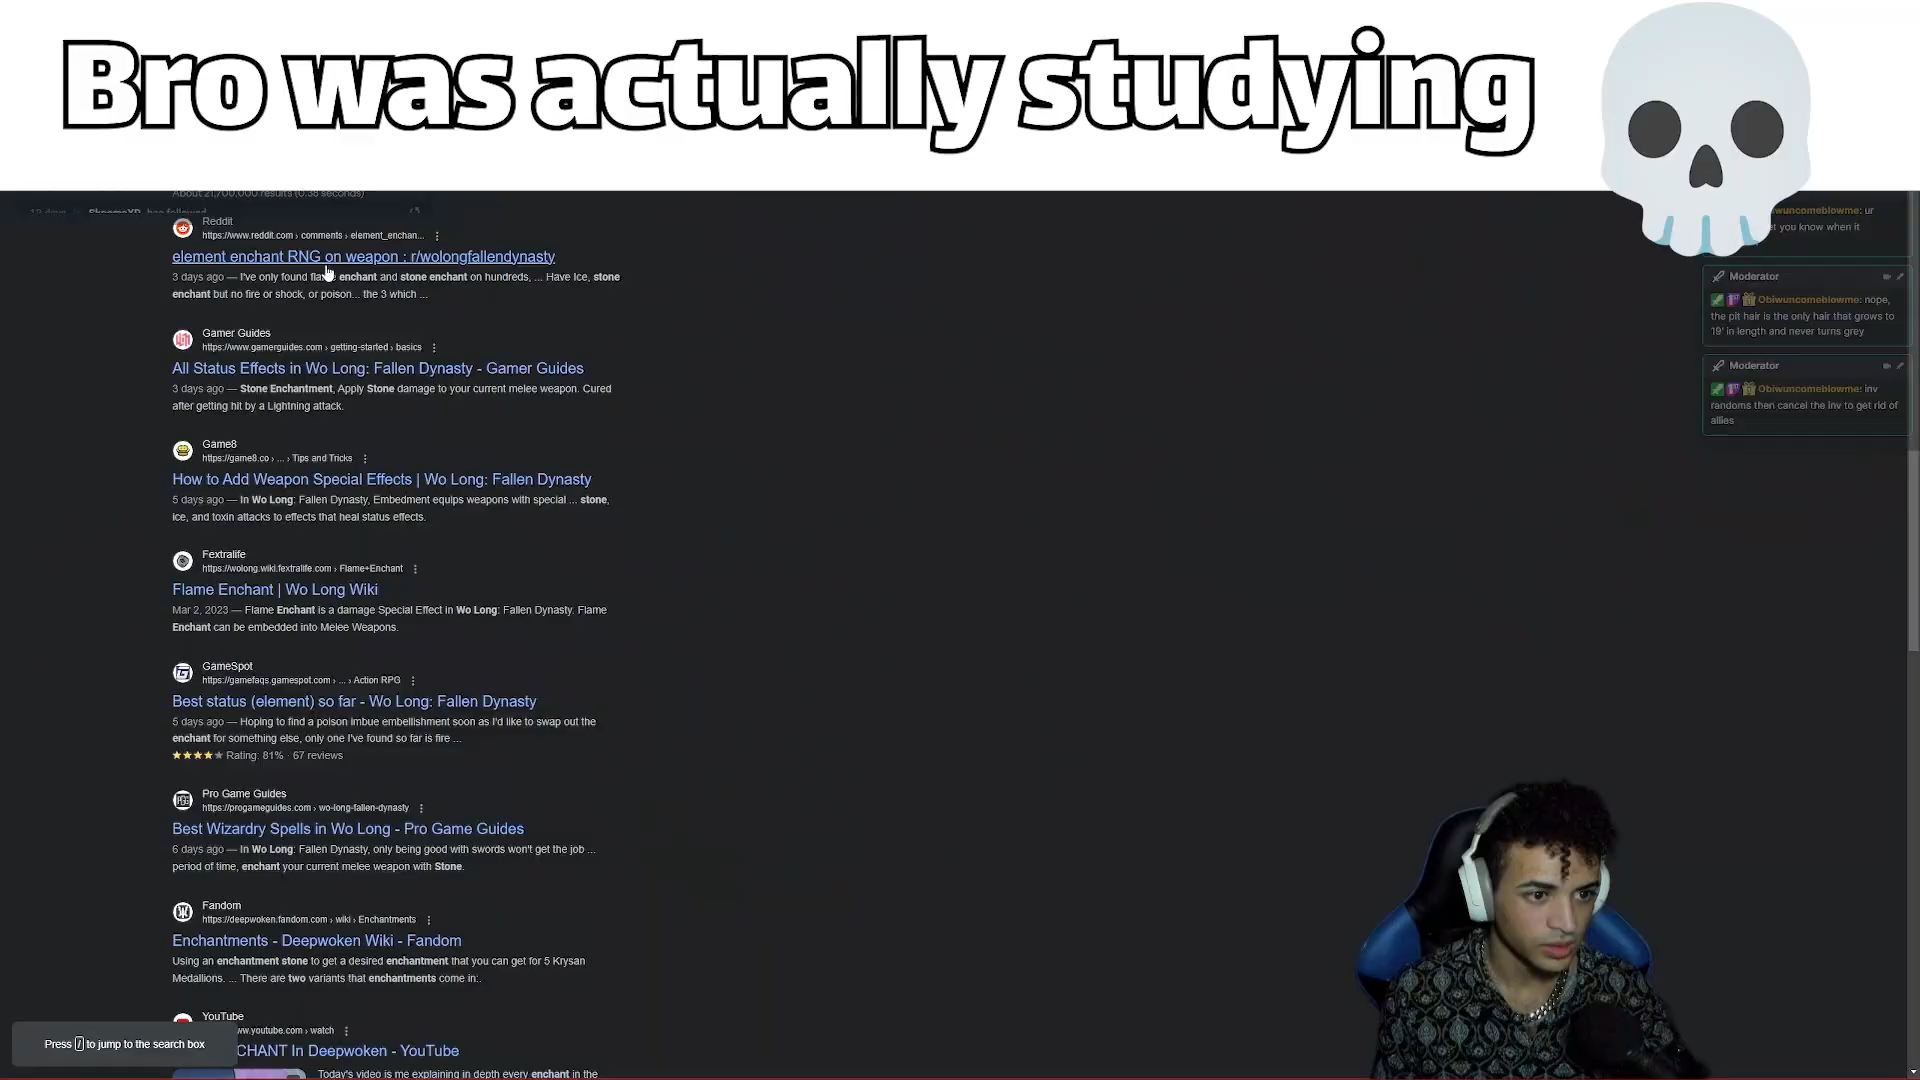 Bro was actually studying
About 21,700,000 results (0.38 seconds)
Reddit
https://www.reddit.com › comments › element_enchan...
element enchant RNG on weapon : r/wolongfallendynasty
3 days ago — I've only found enchant and stone enchant on hundreds, ... Have Ice, stone
enchant but no fire or shock, or poison... the 3 which ...
Gamer Guides
https://www.gamerguides.com › getting-started › basics
All Status Effects in Wo Long: Fallen Dynasty - Gamer Guides
3 days ago — Stone Enchantment, Apply Stone damage to your current melee weapon. Cured
after getting hit by a Lightning attack.
Game8
https://game8.co › ... › Tips and Tricks
How to Add Weapon Special Effects | Wo Long: Fallen Dynasty
5 days ago — In Wo Long: Fallen Dynasty, Embedment equips weapons with special ... stone,
ice, and toxin attacks to effects that heal status effects.
Fextralife
https://wolong.wiki.fextralife.com › Flame+Enchant
Flame Enchant | Wo Long Wiki
Mar 2, 2023 — Flame Enchant is a damage Special Effect in Wo Long: Fallen Dynasty. Flame
Enchant can be embedded into Melee Weapons.
GameSpot
https://gamefaqs.gamespot.com › ... › Action RPG
Best status (element) so far - Wo Long: Fallen Dynasty
5 days ago — Hoping to find a poison imbue embellishment soon as I'd like to swap out the
enchant for something else, only one I've found so far is fire ...
Rating: 81% · 67 reviews
Pro Game Guides
https://progameguides.com › wo-long-fallen-dynasty
Best Wizardry Spells in Wo Long - Pro Game Guides
6 days ago — In Wo Long: Fallen Dynasty, only being good with swords won't get the job ...
period of time, enchant your current melee weapon with Stone.
Fandom
https://deepwoken.fandom.com › wiki › Enchantments
Enchantments - Deepwoken Wiki - Fandom
Using an enchantment stone to get a desired enchantment that you can get for 5 Krysan
Medallions. ... There are two variants that enchantments come in:.
YouTube
ww.youtube.com › watch
CHANT In Deepwoken - YouTube
Today's video is me explaining in depth every enchant in the
Press / to jump to the search box
wuncomeblowme: ur
t you know when it
Moderator
Obiwuncomeblowme: nope,
the pit hair is the only hair that grows to
19' in length and never turns grey
Moderator
Obiwuncomeblowme: inv
randoms then cancel the inv to get rid of
allies